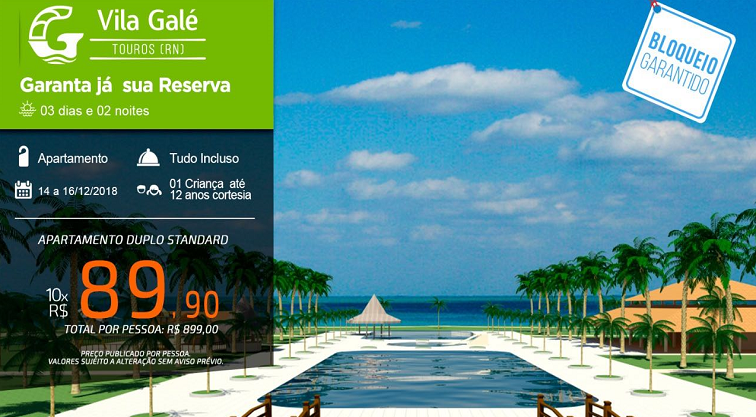 Vila Galé
TOUROS (RN)
Garanta já sua Reserva
03 dias e 02 noites
Apartamento
Tudo Incluso
14 a 16/12/2018
01 Criança até
12 anos cortesia
APARTAMENTO DUPLO STANDARD
10x
R$ 89,90
TOTAL POR PESSOA: R$ 899,00
PREÇO PUBLICADO POR PESSOA.
VALORES SUJEITO A ALTERAÇÃO SEM AVISO PRÉVIO.
BLOQUEIO
GARANTIDO